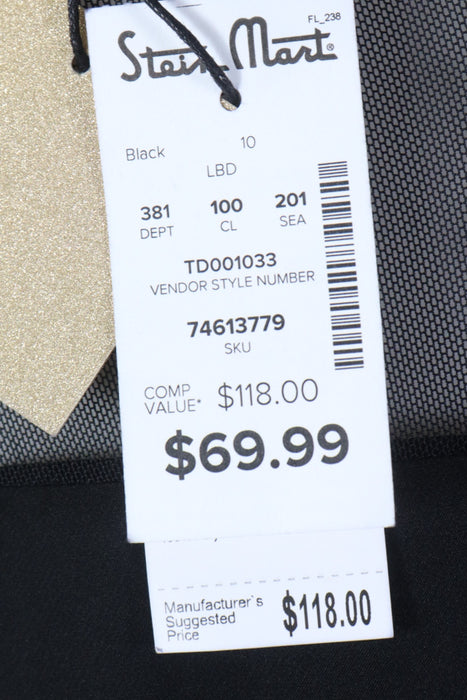 FL_238
Stein Mart®
Black 10
LBD
381 100 201
DEPT CL SEA
TD001033
VENDOR STYLE NUMBER
74613779
SKU
COMP
VALUE* $118.00
$69.99
Manufacturer`s
Suggested
Price
$118.00